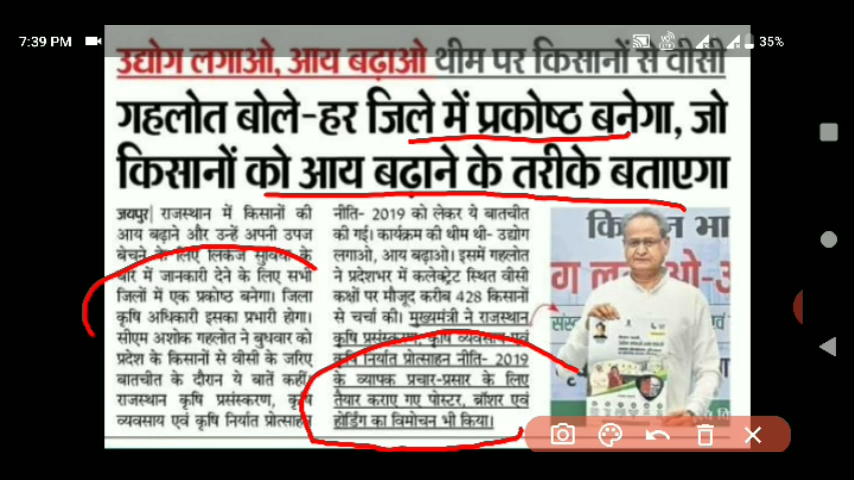 7:39 PM
35%
उद्योग लगाओ, आय बढ़ाओ थीम पर किसानों से वीसी
गहलोत बोले-हर जिले में प्रकोष्ठ बनेगा, जो
किसानों को आय बढ़ाने के तरीके बताएगा
जयपुर| राजस्थान में किसानों की
आय बढ़ाने और उन्हें अपनी उपज
बेचने के लिए लिंकेज सुविधा के
बारे में जानकारी देने के लिए सभी
जिलों में एक प्रकोष्ठ बनेगा। जिला
कृषि अधिकारी इसका प्रभारी होगा।
सीएम अशोक गहलोत ने बुधवार को
प्रदेश के किसानों से वीसी के जरिए
बातचीत के दौरान ये बातें कहीं।
राजस्थान कृषि प्रसंस्करण, कृषि
व्यवसाय एवं कृषि निर्यात प्रोत्साहन
नीति- 2019 को लेकर ये बातचीत
की गई। कार्यक्रम की थीम थी- उद्योग
लगाओ, आय बढ़ाओ। इसमें गहलोत
ने प्रदेशभर में कलेक्ट्रेट स्थित वीसी
कक्षों पर मौजूद करीब 428 किसानों
से चर्चा की। मुख्यमंत्री ने राजस्थान
कृषि प्रसंस्करण, कृषि व्यवसाय एवं
कृषि निर्यात प्रोत्साहन नीति- 2019
के व्यापक प्रचार-प्रसार के लिए
तैयार कराए गए पोस्टर, ब्रॉशर एवं
होर्डिंग का विमोचन भी किया।